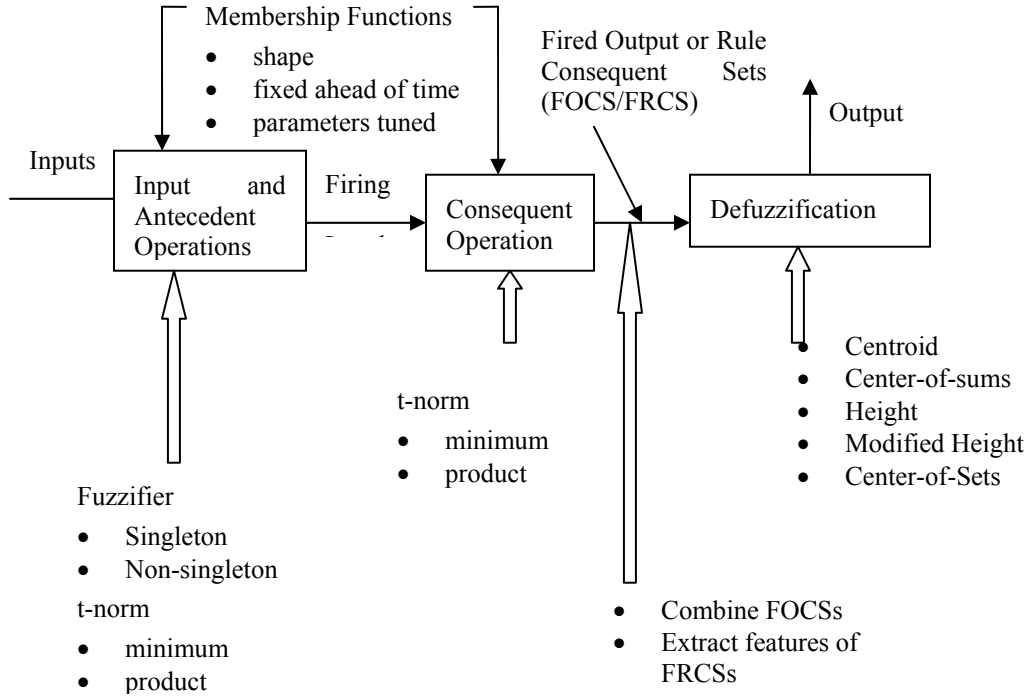 Membership Functions
• shape
• fixed ahead of time
• parameters tuned
Fired Output or Rule
Consequent Sets
(FOCS/FRCS)
Output
Inputs
Input and
Antecedent
Operations
Firing
Consequent
Operation
Defuzzification
t-norm
• minimum
• product
• Centroid
• Center-of-sums
• Height
• Modified Height
• Center-of-Sets
Fuzzifier
• Singleton
• Non-singleton
t-norm
• minimum
• product
• Combine FOCSs
• Extract features of
FRCSs